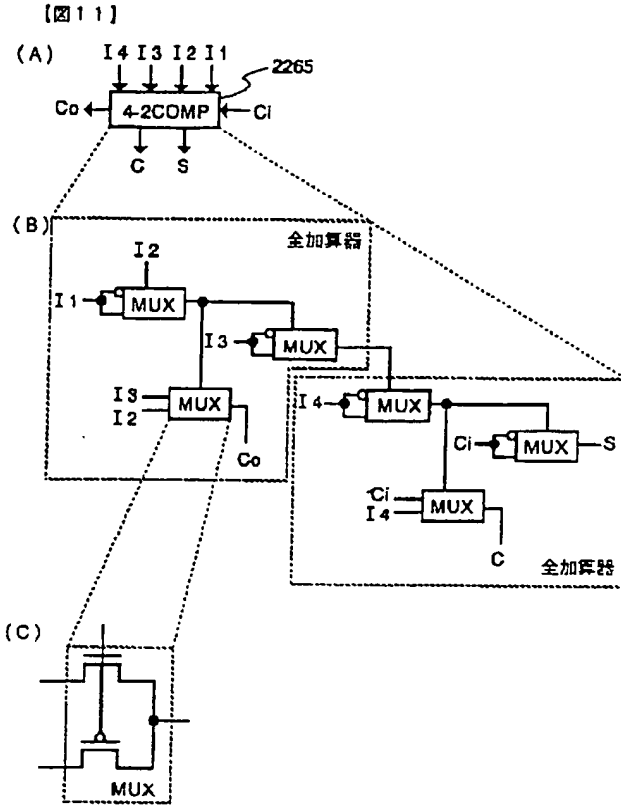 【図11】
(A)
I4 I3 I2 I1
2265
Co 4-2COMP Ci
C S
(B)
全加算器
I2
I1 MUX
I3 MUX
I3 MUX
I2
Co
I4 MUX
Ci MUX S
Ci MUX
I4
C
全加算器
(C)
MUX